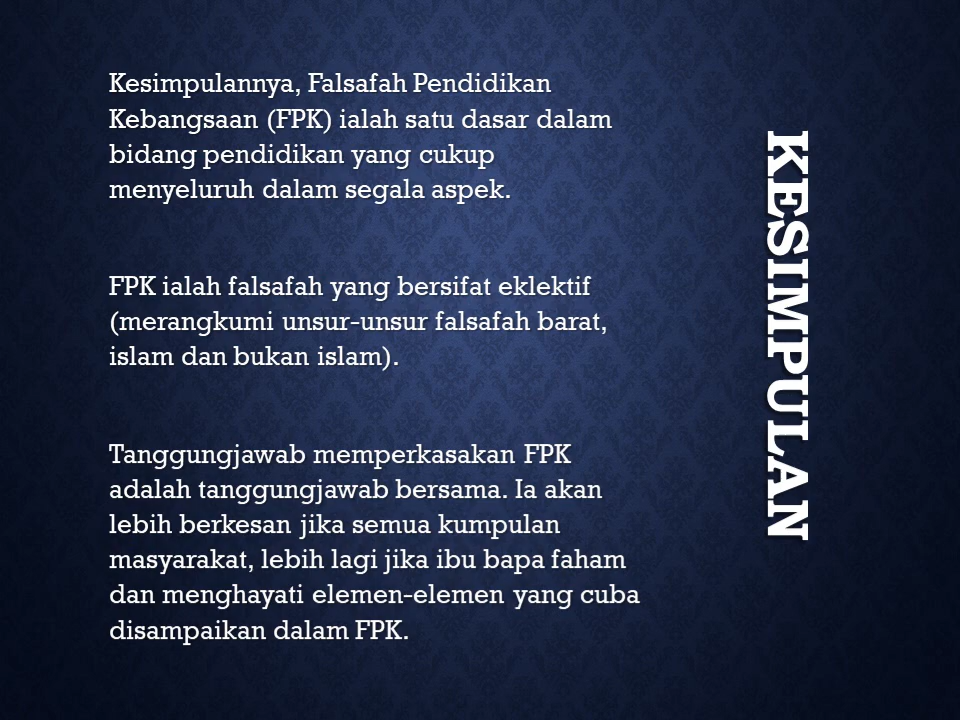 Kesimpulannya, Falsafah Pendidikan
Kebangsaan (FPK) ialah satu dasar dalam
bidang pendidikan yang cukup
menyeluruh dalam segala aspek.
FPK ialah falsafah yang bersifat eklektif
(merangkumi unsur-unsur falsafah barat,
islam dan bukan islam).
Tanggungjawab memperkasakan FPK
adalah tanggungjawab bersama. Ia akan
lebih berkesan jika semua kumpulan
masyarakat, lebih lagi jika ibu bapa faham
dan menghayati elemen-elemen yang cuba
disampaikan dalam FPK.
KESIMPULAN